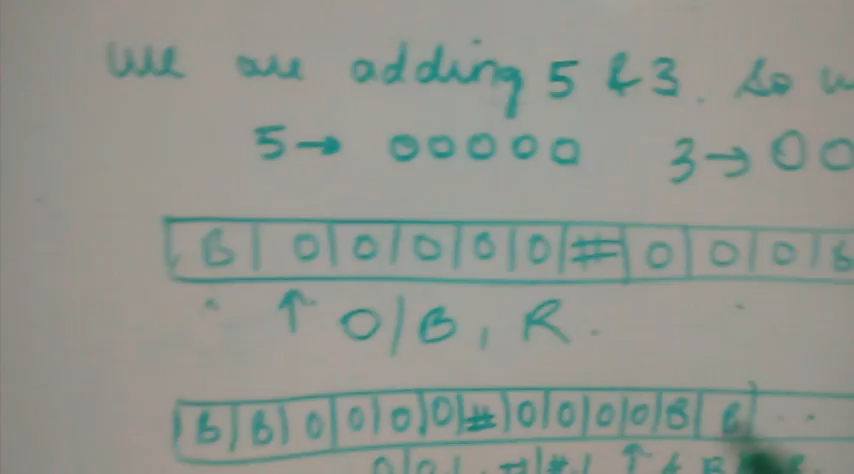 We are adding 5 & 3. So
5 → 00000 3 → 00
B 0 0 0 0 0 # 0 0 0 B
↑ 0/B, R.
B B 0 0 0 0 # 0 0 0 0 B B . .